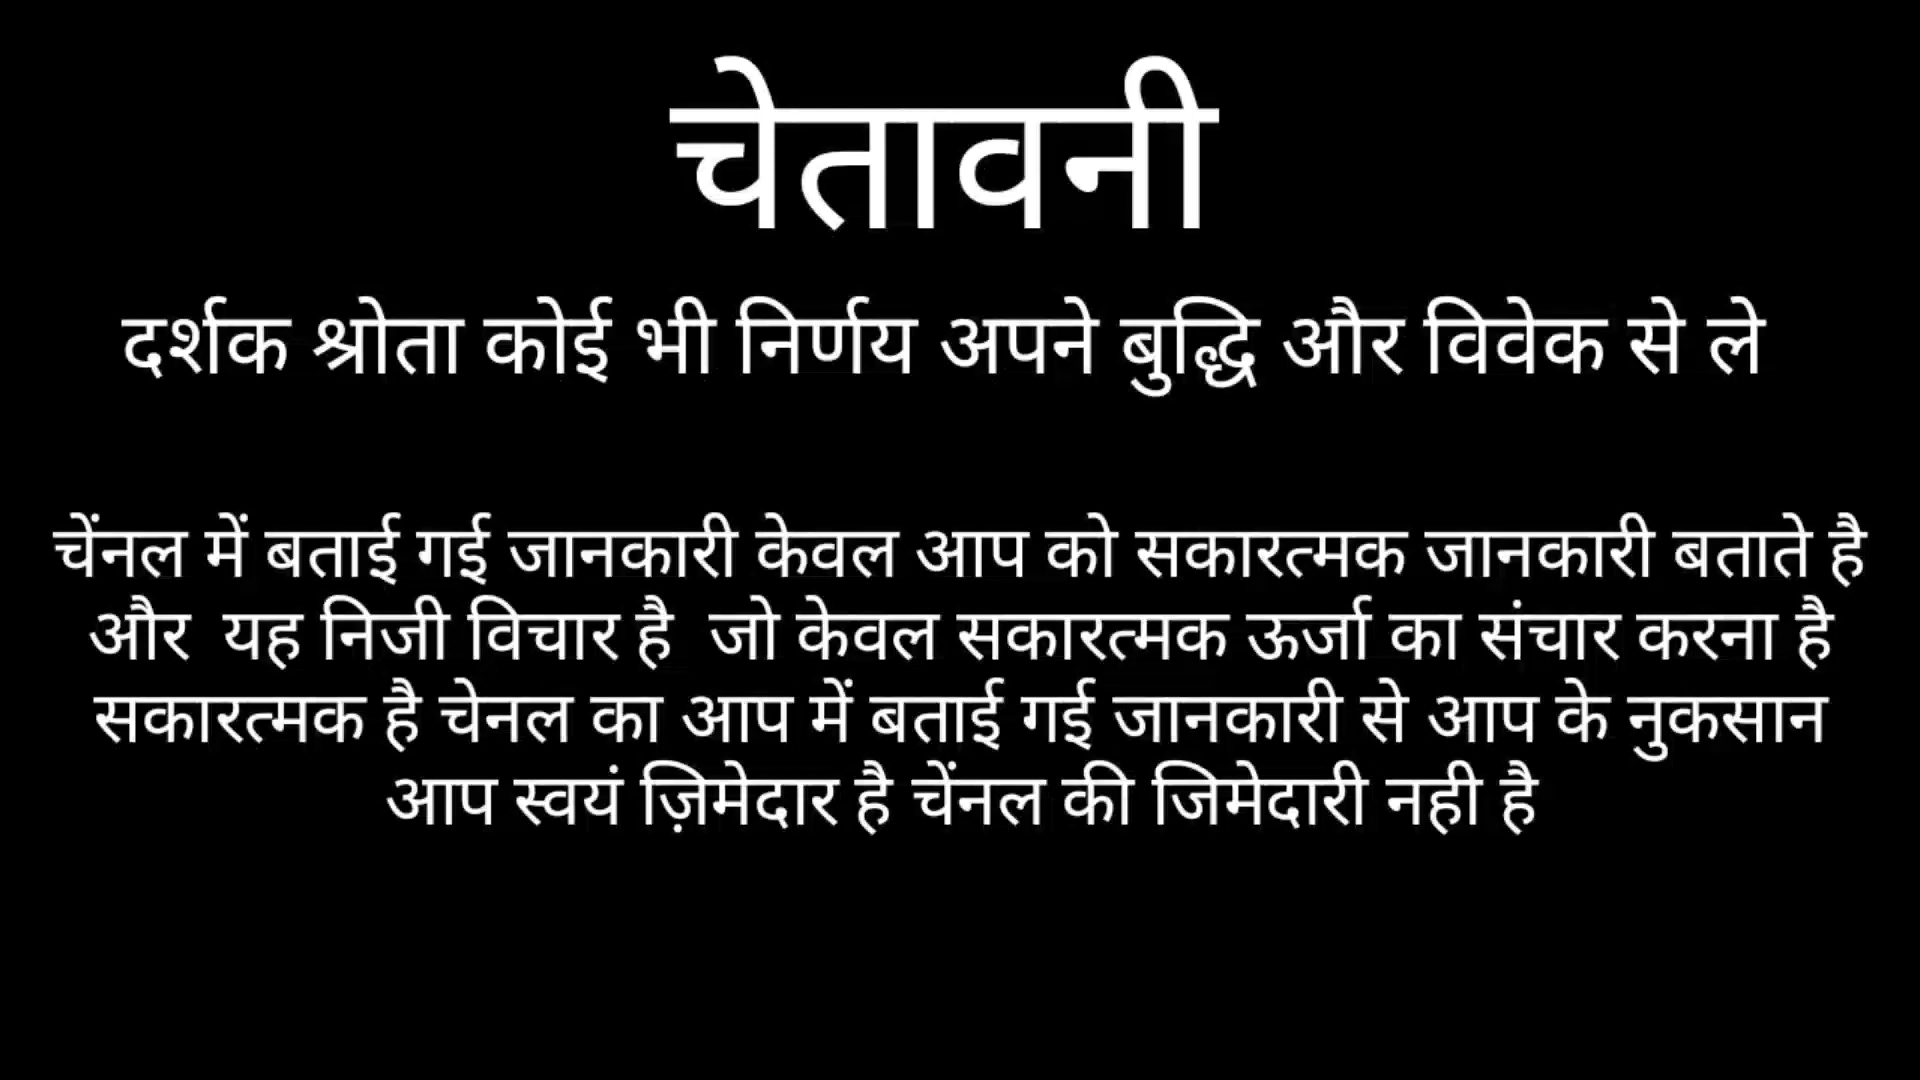 चेतावनी
दर्शक श्रोता कोई भी निर्णय अपने बुद्धि और विवेक से ले
चेंनल में बताई गई जानकारी केवल आप को सकारत्मक जानकारी बताते है
और यह निजी विचार है जो केवल सकारत्मक ऊर्जा का संचार करना है
सकारत्मक है चेनल का आप में बताई गई जानकारी से आप के नुकसान
आप स्वयं ज़िमेदार है चेंनल की जिमेदारी नही है